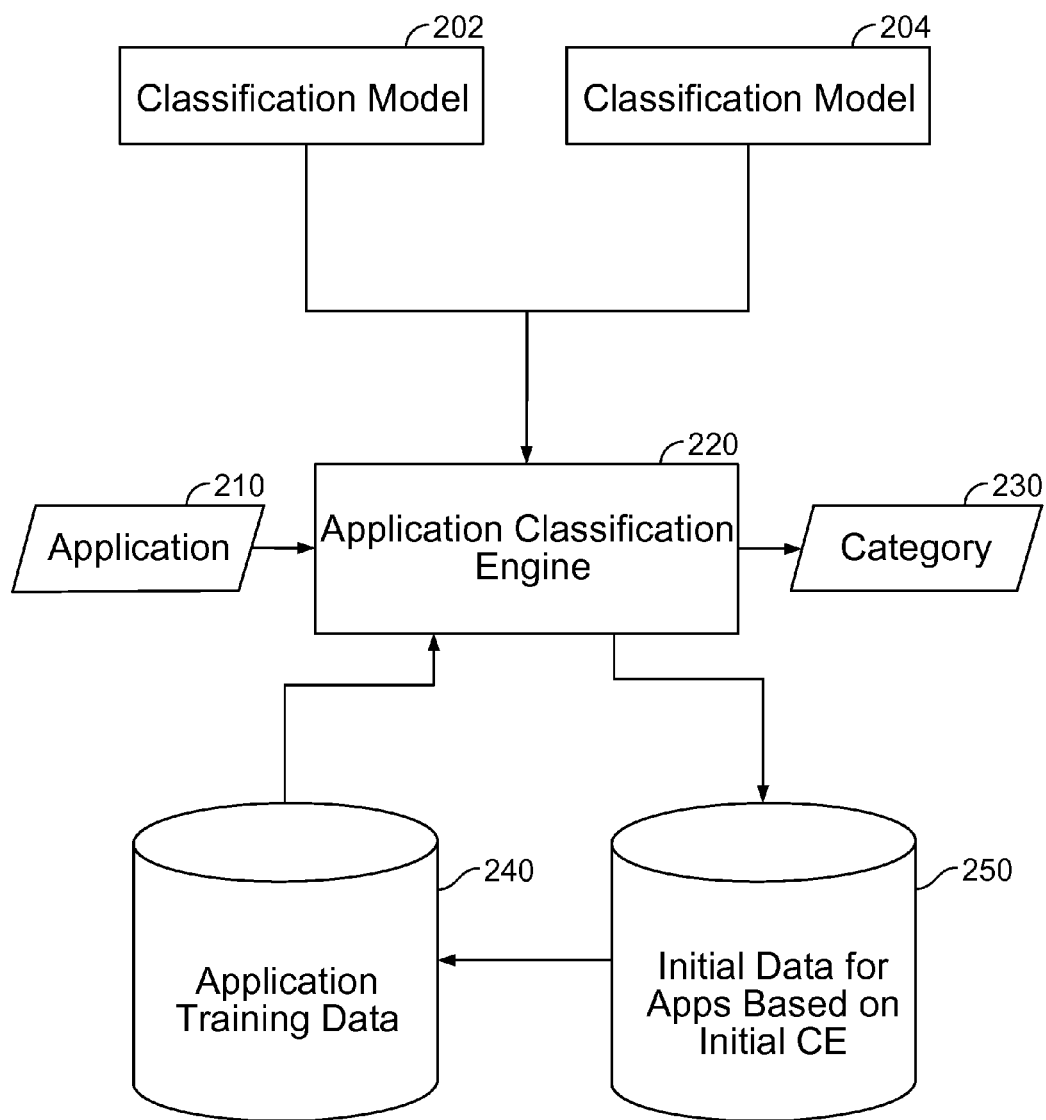 202
204
Classification Model
Classification Model
220
210
230
Application
Application Classification
Engine
Category
240
250
Application
Training Data
Initial Data for
Apps Based on
Initial CE